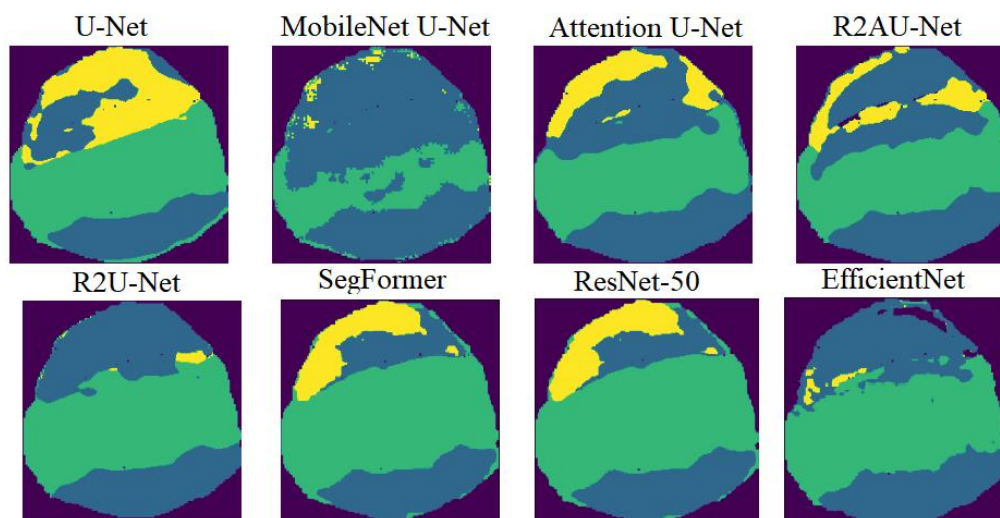 U-Net MobileNet U-Net Attention U-Net R2AU-Net
R2U-Net SegFormer ResNet-50 EfficientNet